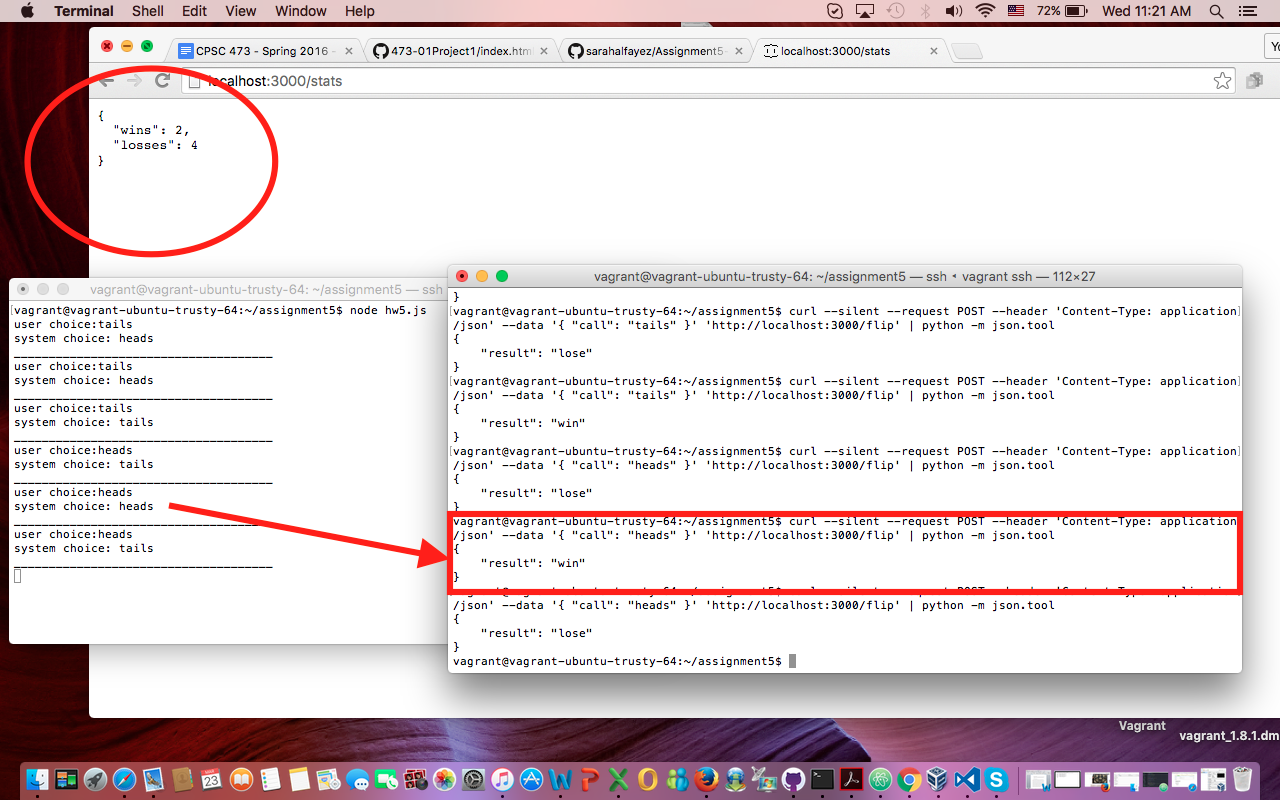 Terminal Shell Edit View Window Help 72% Wed 11:21 AM
CPSC 473 - Spring 2016 - 473-01Project1/index.htm sarahalfayez/Assignment5- localhost:3000/stats Yo
localhost:3000/stats
{
"wins": 2,
"losses": 4
}
vagrant@vagrant-ubuntu-trusty-64: ~/assignment5 — ssh
[vagrant@vagrant-ubuntu-trusty-64:~/assignment5$ node hw5.js
user choice:tails
system choice: heads
_____________________________________
user choice:tails
system choice: heads
_____________________________________
user choice:tails
system choice: tails
_____________________________________
user choice:heads
system choice: tails
_____________________________________
user choice:heads
system choice: heads
_____________________________________
user choice:heads
system choice: tails
_____________________________________
vagrant@vagrant-ubuntu-trusty-64: ~/assignment5 — ssh • vagrant ssh — 112×27
}
[vagrant@vagrant-ubuntu-trusty-64:~/assignment5$ curl --silent --request POST --header 'Content-Type: application]
/json' --data '{ "call": "tails" }' 'http://localhost:3000/flip' | python -m json.tool
{
"result": "lose"
}
[vagrant@vagrant-ubuntu-trusty-64:~/assignment5$ curl --silent --request POST --header 'Content-Type: application]
/json' --data '{ "call": "tails" }' 'http://localhost:3000/flip' | python -m json.tool
{
"result": "win"
}
[vagrant@vagrant-ubuntu-trusty-64:~/assignment5$ curl --silent --request POST --header 'Content-Type: application]
/json' --data '{ "call": "heads" }' 'http://localhost:3000/flip' | python -m json.tool
{
"result": "lose"
}
vagrant@vagrant-ubuntu-trusty-64:~/assignment5$ curl --silent --request POST --header 'Content-Type: application
/json' --data '{ "call": "heads" }' 'http://localhost:3000/flip' | python -m json.tool
{
"result": "win"
}
/json' --data '{ "call": "heads" }' 'http://localhost:3000/flip' | python -m json.tool
{
"result": "lose"
}
vagrant@vagrant-ubuntu-trusty-64:~/assignment5$
Vagrant
vagrant_1.8.1.dm
23